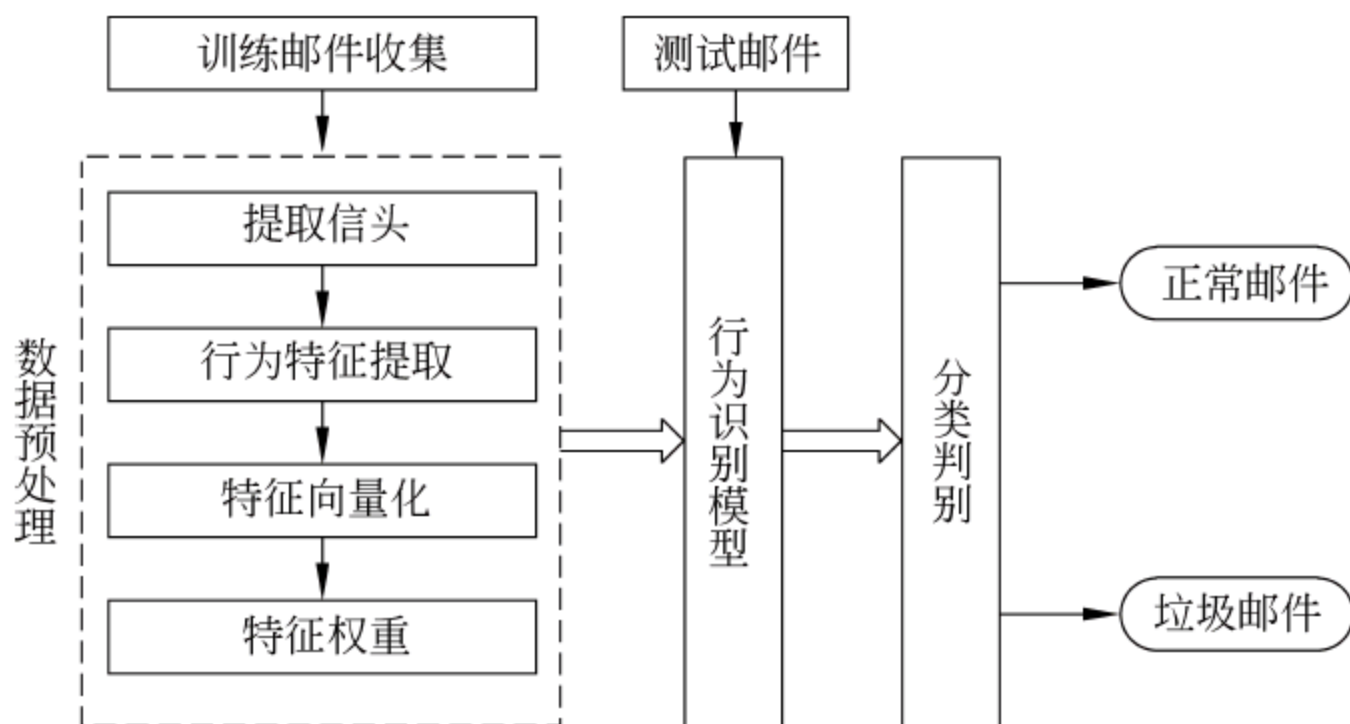 训练邮件收集
测试邮件
数据预处理
提取信头
行为特征提取
特征向量化
特征权重
行为识别模型
分类判别
正常邮件
垃圾邮件